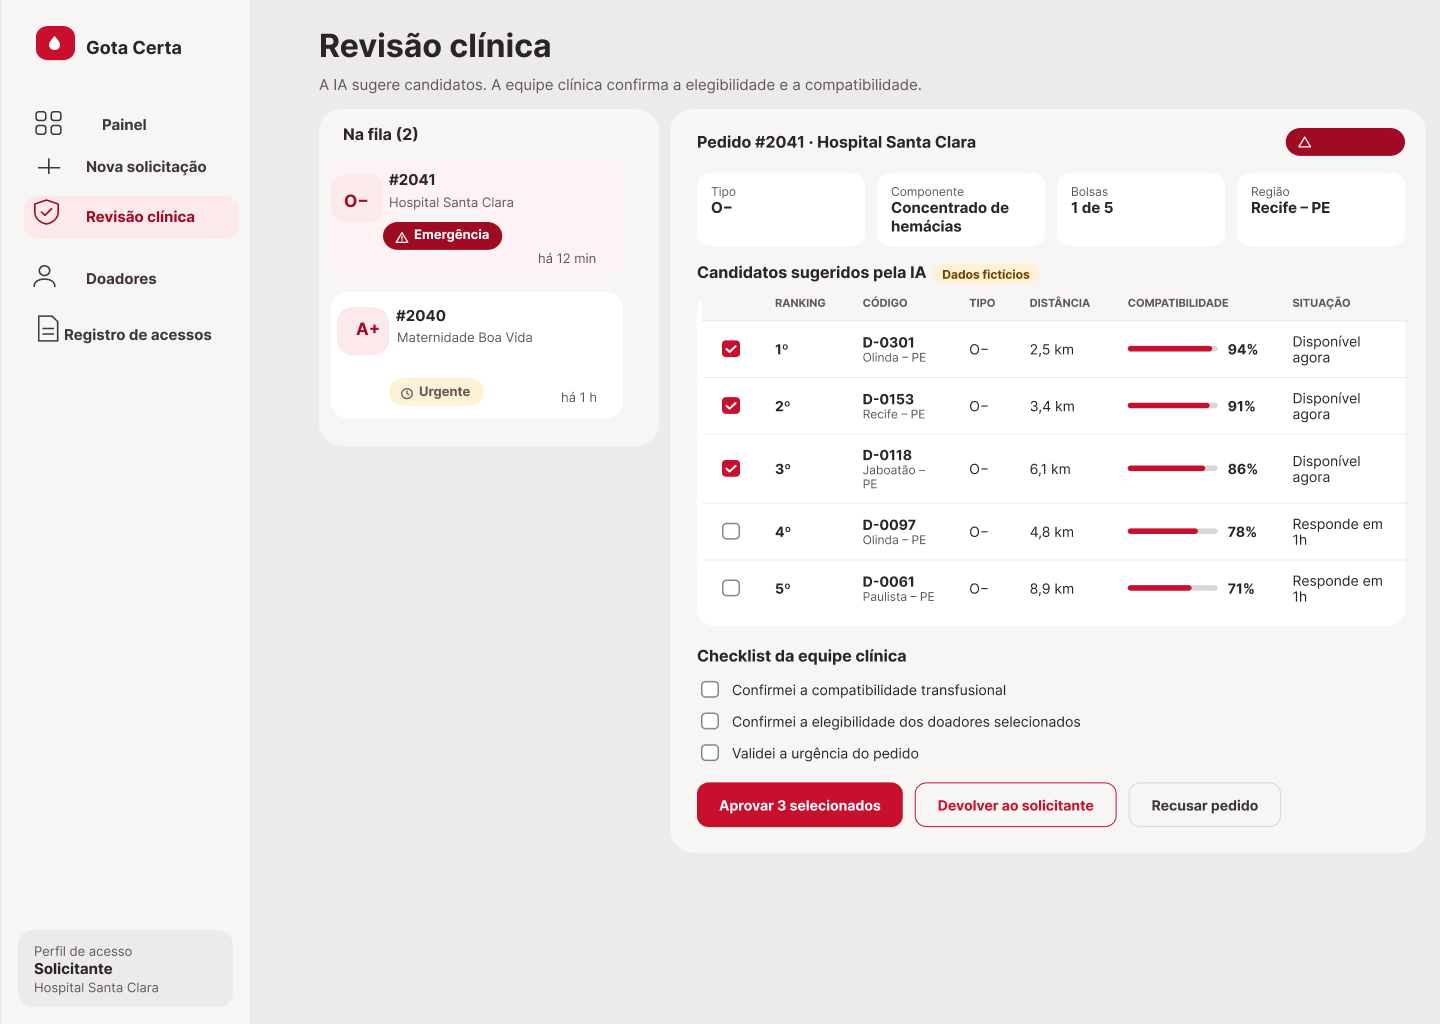 Gota Certa
Painel
Nova solicitação
Revisão clínica
Doadores
Registro de acessos
Perfil de acesso
Solicitante
Hospital Santa Clara
Revisão clínica
A IA sugere candidatos. A equipe clínica confirma a elegibilidade e a compatibilidade.
Na fila (2)
O−
#2041
Hospital Santa Clara
Emergência
há 12 min
A+
#2040
Maternidade Boa Vida
Urgente
há 1 h
Pedido #2041 · Hospital Santa Clara
Tipo
O−
Componente
Concentrado de
hemácias
Bolsas
1 de 5
Região
Recife – PE
Candidatos sugeridos pela IA Dados fictícios
RANKING CÓDIGO TIPO DISTÂNCIA COMPATIBILIDADE SITUAÇÃO
1º D-0301 O− 2,5 km 94% Disponível
Olinda – PE agora
2º D-0153 O− 3,4 km 91% Disponível
Recife – PE agora
3º D-0118 O− 6,1 km 86% Disponível
Jaboatão – agora
PE
4º D-0097 O− 4,8 km 78% Responde em
Olinda – PE 1h
5º D-0061 O− 8,9 km 71% Responde em
Paulista – PE 1h
Checklist da equipe clínica
Confirmei a compatibilidade transfusional
Confirmei a elegibilidade dos doadores selecionados
Validei a urgência do pedido
Aprovar 3 selecionados Devolver ao solicitante Recusar pedido